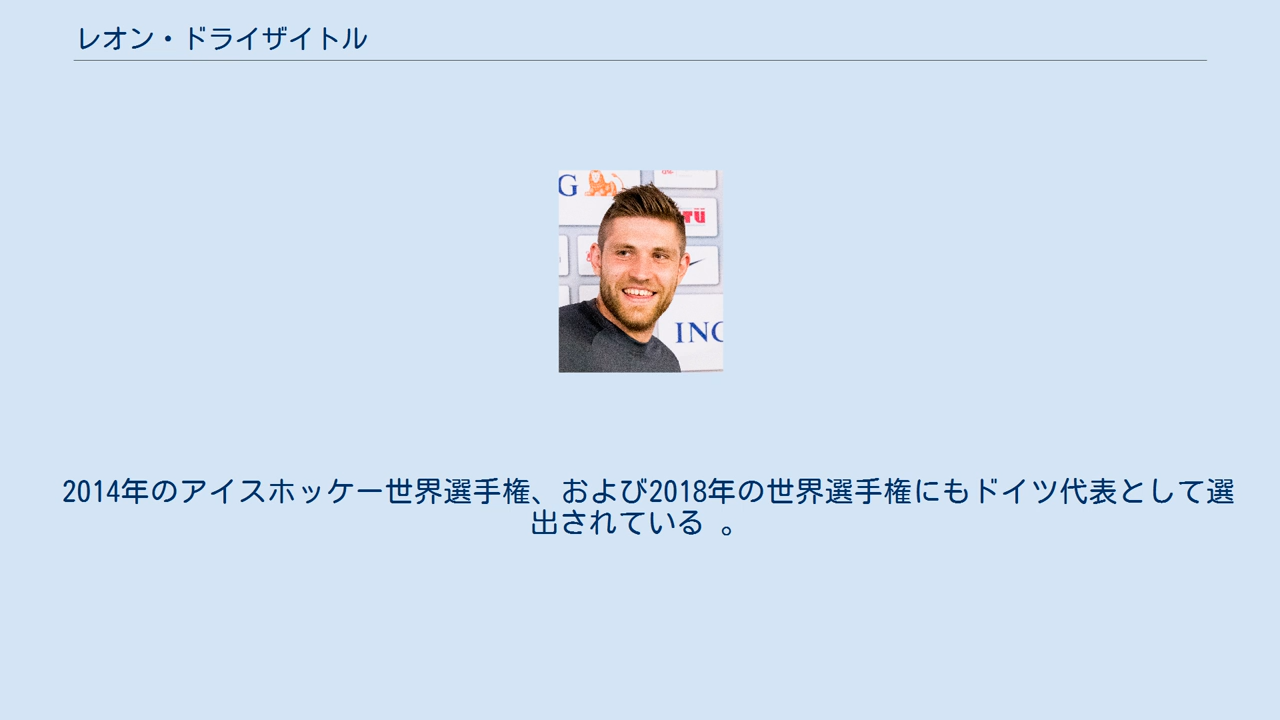 レオン・ドライザイトル
G
TÜ
ING
2014年のアイスホッケー世界選手権、および2018年の世界選手権にもドイツ代表として選
出されている 。